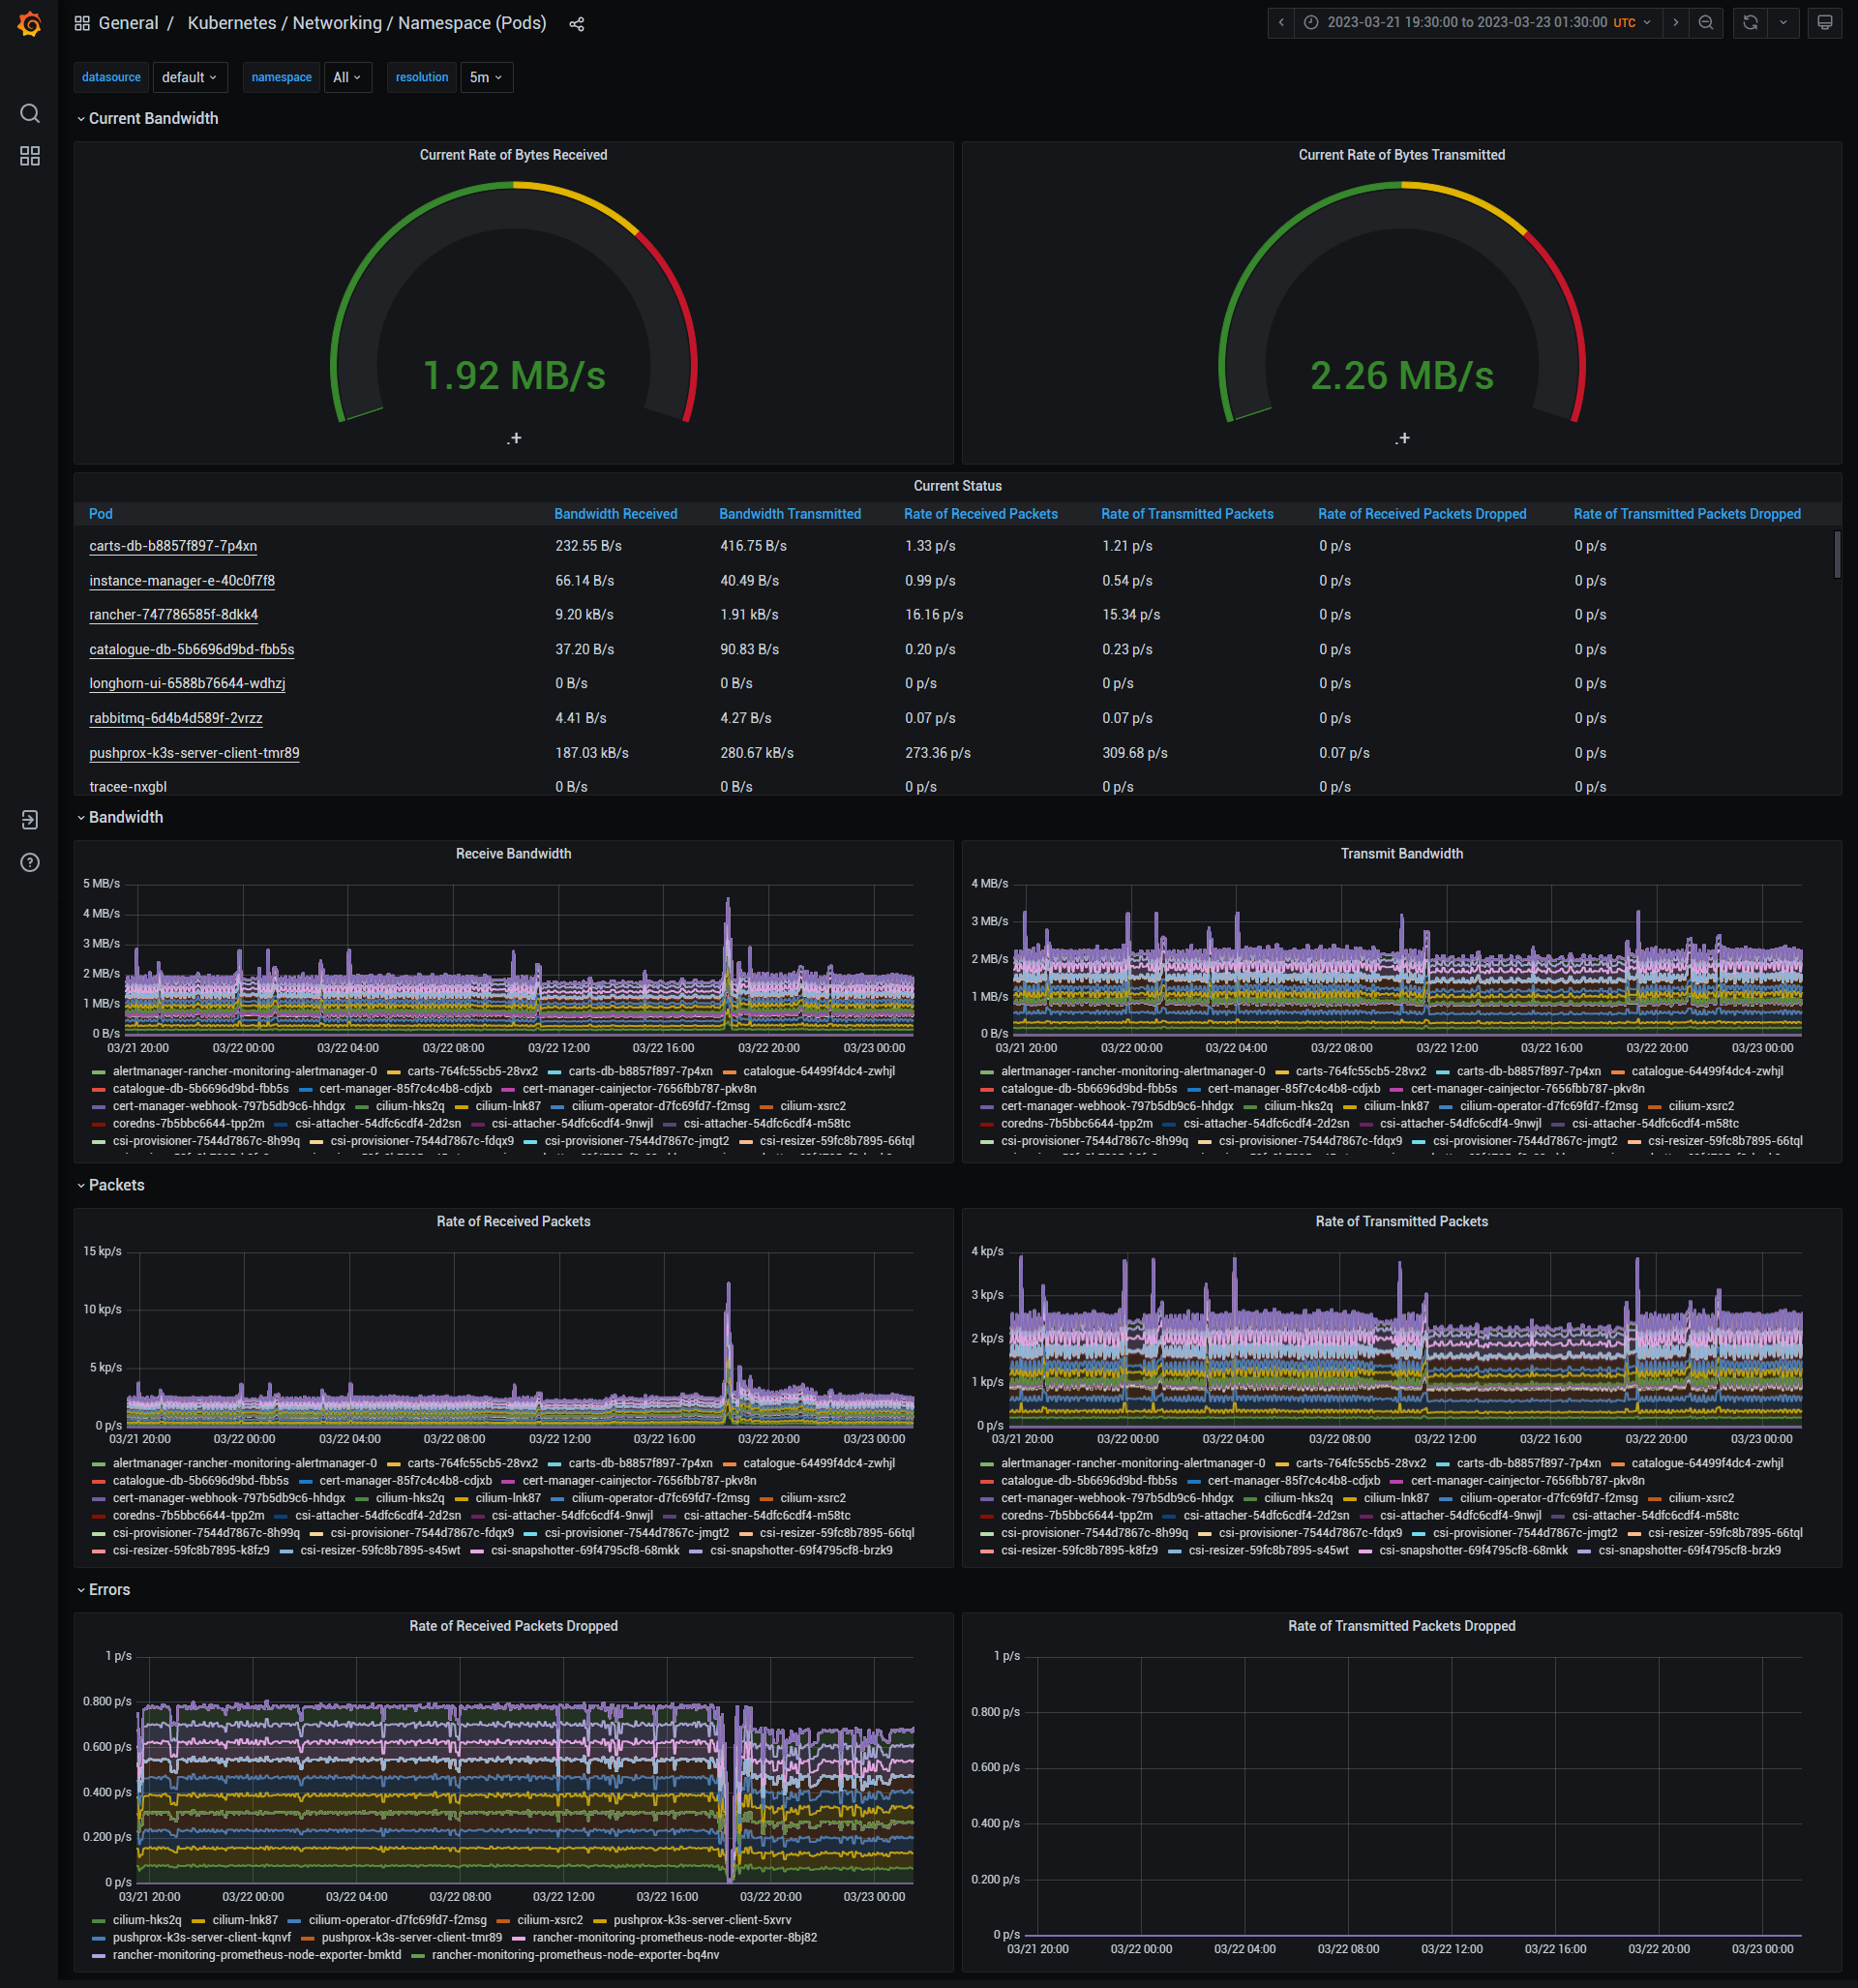 General / Kubernetes / Networking / Namespace (Pods) 2023-03-21 19:30:00 to 2023-03-23 01:30:00 UTC
datasource default namespace All resolution 5m
Current Bandwidth
Current Rate of Bytes Received
1.92 MB/s
.+
Current Rate of Bytes Transmitted
2.26 MB/s
.+
Current Status
Pod Bandwidth Received Bandwidth Transmitted Rate of Received Packets Rate of Transmitted Packets Rate of Received Packets Dropped Rate of Transmitted Packets Dropped
carts-db-b8857f897-7p4xn 232.55 B/s 416.75 B/s 1.33 p/s 1.21 p/s 0 p/s 0 p/s
instance-manager-e-40c0f7f8 66.14 B/s 40.49 B/s 0.99 p/s 0.54 p/s 0 p/s 0 p/s
rancher-747786585f-8dkk4 9.20 kB/s 1.91 kB/s 16.16 p/s 15.34 p/s 0 p/s 0 p/s
catalogue-db-5b6696d9bd-fbb5s 37.20 B/s 90.83 B/s 0.20 p/s 0.23 p/s 0 p/s 0 p/s
longhorn-ui-6588b76644-wdhzj 0 B/s 0 B/s 0 p/s 0 p/s 0 p/s 0 p/s
rabbitmq-6d4b4d589f-2vrzz 4.41 B/s 4.27 B/s 0.07 p/s 0.07 p/s 0 p/s 0 p/s
pushprox-k3s-server-client-tmr89 187.03 kB/s 280.67 kB/s 273.36 p/s 309.68 p/s 0.07 p/s 0 p/s
tracee-nxgbl 0 B/s 0 B/s 0 p/s 0 p/s 0 p/s 0 p/s
Bandwidth
Receive Bandwidth
5 MB/s
4 MB/s
3 MB/s
2 MB/s
1 MB/s
0 B/s
03/21 20:00 03/22 00:00 03/22 04:00 03/22 08:00 03/22 12:00 03/22 16:00 03/22 20:00 03/23 00:00
alertmanager-rancher-monitoring-alertmanager-0 carts-764fc55cb5-28vx2 carts-db-b8857f897-7p4xn catalogue-64499f4dc4-zwhjl
catalogue-db-5b6696d9bd-fbb5s cert-manager-85f7c4c4b8-cdjxb cert-manager-cainjector-7656fbb787-pkv8n
cert-manager-webhook-797b5db9c6-hhdgx cilium-hks2q cilium-lnk87 cilium-operator-d7fc69fd7-f2msg cilium-xsrc2
coredns-7b5bbc6644-tpp2m csi-attacher-54dfc6cdf4-2d2sn csi-attacher-54dfc6cdf4-9nwjl csi-attacher-54dfc6cdf4-m58tc
csi-provisioner-7544d7867c-8h99q csi-provisioner-7544d7867c-fdqx9 csi-provisioner-7544d7867c-jmgt2 csi-resizer-59fc8b7895-66tql
Transmit Bandwidth
4 MB/s
3 MB/s
2 MB/s
1 MB/s
0 B/s
03/21 20:00 03/22 00:00 03/22 04:00 03/22 08:00 03/22 12:00 03/22 16:00 03/22 20:00 03/23 00:00
alertmanager-rancher-monitoring-alertmanager-0 carts-764fc55cb5-28vx2 carts-db-b8857f897-7p4xn catalogue-64499f4dc4-zwhjl
catalogue-db-5b6696d9bd-fbb5s cert-manager-85f7c4c4b8-cdjxb cert-manager-cainjector-7656fbb787-pkv8n
cert-manager-webhook-797b5db9c6-hhdgx cilium-hks2q cilium-lnk87 cilium-operator-d7fc69fd7-f2msg cilium-xsrc2
coredns-7b5bbc6644-tpp2m csi-attacher-54dfc6cdf4-2d2sn csi-attacher-54dfc6cdf4-9nwjl csi-attacher-54dfc6cdf4-m58tc
csi-provisioner-7544d7867c-8h99q csi-provisioner-7544d7867c-fdqx9 csi-provisioner-7544d7867c-jmgt2 csi-resizer-59fc8b7895-66tql
Packets
Rate of Received Packets
15 kp/s
10 kp/s
5 kp/s
0 p/s
03/21 20:00 03/22 00:00 03/22 04:00 03/22 08:00 03/22 12:00 03/22 16:00 03/22 20:00 03/23 00:00
alertmanager-rancher-monitoring-alertmanager-0 carts-764fc55cb5-28vx2 carts-db-b8857f897-7p4xn catalogue-64499f4dc4-zwhjl
catalogue-db-5b6696d9bd-fbb5s cert-manager-85f7c4c4b8-cdjxb cert-manager-cainjector-7656fbb787-pkv8n
cert-manager-webhook-797b5db9c6-hhdgx cilium-hks2q cilium-lnk87 cilium-operator-d7fc69fd7-f2msg cilium-xsrc2
coredns-7b5bbc6644-tpp2m csi-attacher-54dfc6cdf4-2d2sn csi-attacher-54dfc6cdf4-9nwjl csi-attacher-54dfc6cdf4-m58tc
csi-provisioner-7544d7867c-8h99q csi-provisioner-7544d7867c-fdqx9 csi-provisioner-7544d7867c-jmgt2 csi-resizer-59fc8b7895-66tql
csi-resizer-59fc8b7895-k8fz9 csi-resizer-59fc8b7895-s45wt csi-snapshotter-69f4795cf8-68mkk csi-snapshotter-69f4795cf8-brzk9
Rate of Transmitted Packets
4 kp/s
3 kp/s
2 kp/s
1 kp/s
0 p/s
03/21 20:00 03/22 00:00 03/22 04:00 03/22 08:00 03/22 12:00 03/22 16:00 03/22 20:00 03/23 00:00
alertmanager-rancher-monitoring-alertmanager-0 carts-764fc55cb5-28vx2 carts-db-b8857f897-7p4xn catalogue-64499f4dc4-zwhjl
catalogue-db-5b6696d9bd-fbb5s cert-manager-85f7c4c4b8-cdjxb cert-manager-cainjector-7656fbb787-pkv8n
cert-manager-webhook-797b5db9c6-hhdgx cilium-hks2q cilium-lnk87 cilium-operator-d7fc69fd7-f2msg cilium-xsrc2
coredns-7b5bbc6644-tpp2m csi-attacher-54dfc6cdf4-2d2sn csi-attacher-54dfc6cdf4-9nwjl csi-attacher-54dfc6cdf4-m58tc
csi-provisioner-7544d7867c-8h99q csi-provisioner-7544d7867c-fdqx9 csi-provisioner-7544d7867c-jmgt2 csi-resizer-59fc8b7895-66tql
csi-resizer-59fc8b7895-k8fz9 csi-resizer-59fc8b7895-s45wt csi-snapshotter-69f4795cf8-68mkk csi-snapshotter-69f4795cf8-brzk9
Errors
Rate of Received Packets Dropped
1 p/s
0.800 p/s
0.600 p/s
0.400 p/s
0.200 p/s
0 p/s
03/21 20:00 03/22 00:00 03/22 04:00 03/22 08:00 03/22 12:00 03/22 16:00 03/22 20:00 03/23 00:00
cilium-hks2q cilium-lnk87 cilium-operator-d7fc69fd7-f2msg cilium-xsrc2 pushprox-k3s-server-client-5xvrv
pushprox-k3s-server-client-kqnvf pushprox-k3s-server-client-tmr89 rancher-monitoring-prometheus-node-exporter-8bj82
rancher-monitoring-prometheus-node-exporter-bmktd rancher-monitoring-prometheus-node-exporter-bq4nv
Rate of Transmitted Packets Dropped
1 p/s
0.800 p/s
0.600 p/s
0.400 p/s
0.200 p/s
0 p/s
03/21 20:00 03/22 00:00 03/22 04:00 03/22 08:00 03/22 12:00 03/22 16:00 03/22 20:00 03/23 00:00